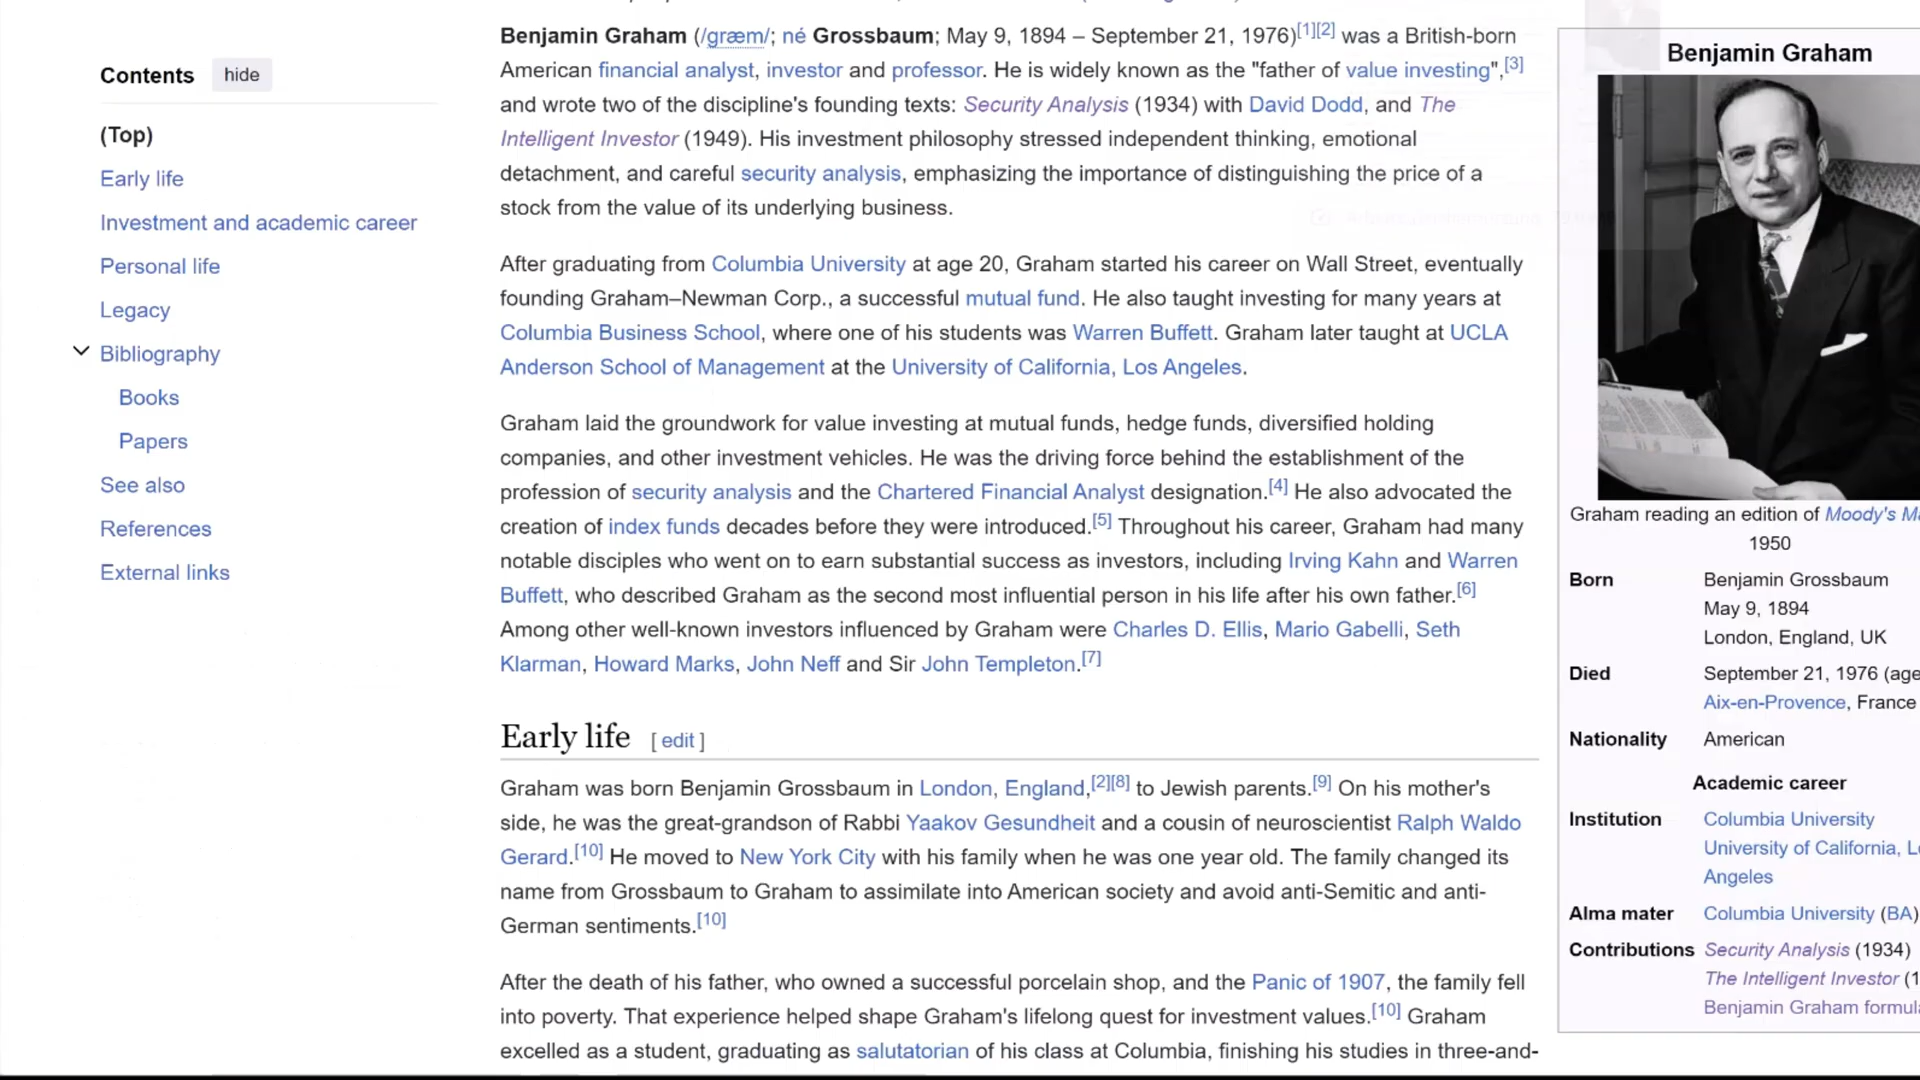 Contents hide
(Top)
Early life
Investment and academic career
Personal life
Legacy
Bibliography
Books
Papers
See also
References
External links
Benjamin Graham (/ɡræm/; né Grossbaum; May 9, 1894 – September 21, 1976)[1][2] was a British-born
American financial analyst, investor and professor. He is widely known as the "father of value investing",[3]
and wrote two of the discipline's founding texts: Security Analysis (1934) with David Dodd, and The
Intelligent Investor (1949). His investment philosophy stressed independent thinking, emotional
detachment, and careful security analysis, emphasizing the importance of distinguishing the price of a
stock from the value of its underlying business.
After graduating from Columbia University at age 20, Graham started his career on Wall Street, eventually
founding Graham–Newman Corp., a successful mutual fund. He also taught investing for many years at
Columbia Business School, where one of his students was Warren Buffett. Graham later taught at UCLA
Anderson School of Management at the University of California, Los Angeles.
Graham laid the groundwork for value investing at mutual funds, hedge funds, diversified holding
companies, and other investment vehicles. He was the driving force behind the establishment of the
profession of security analysis and the Chartered Financial Analyst designation.[4] He also advocated the
creation of index funds decades before they were introduced.[5] Throughout his career, Graham had many
notable disciples who went on to earn substantial success as investors, including Irving Kahn and Warren
Buffett, who described Graham as the second most influential person in his life after his own father.[6]
Among other well-known investors influenced by Graham were Charles D. Ellis, Mario Gabelli, Seth
Klarman, Howard Marks, John Neff and Sir John Templeton.[7]
Early life [ edit ]
Graham was born Benjamin Grossbaum in London, England,[2][8] to Jewish parents.[9] On his mother's
side, he was the great-grandson of Rabbi Yaakov Gesundheit and a cousin of neuroscientist Ralph Waldo
Gerard.[10] He moved to New York City with his family when he was one year old. The family changed its
name from Grossbaum to Graham to assimilate into American society and avoid anti-Semitic and anti-
German sentiments.[10]
After the death of his father, who owned a successful porcelain shop, and the Panic of 1907, the family fell
into poverty. That experience helped shape Graham's lifelong quest for investment values.[10] Graham
excelled as a student, graduating as salutatorian of his class at Columbia, finishing his studies in three-and-
Benjamin Graham
Graham reading an edition of Moody's M
1950
Born Benjamin Grossbaum
May 9, 1894
London, England, UK
Died September 21, 1976 (age
Aix-en-Provence, France
Nationality American
Academic career
Institution Columbia University
University of California, L
Angeles
Alma mater Columbia University (BA)
Contributions Security Analysis (1934)
The Intelligent Investor (1
Benjamin Graham formul